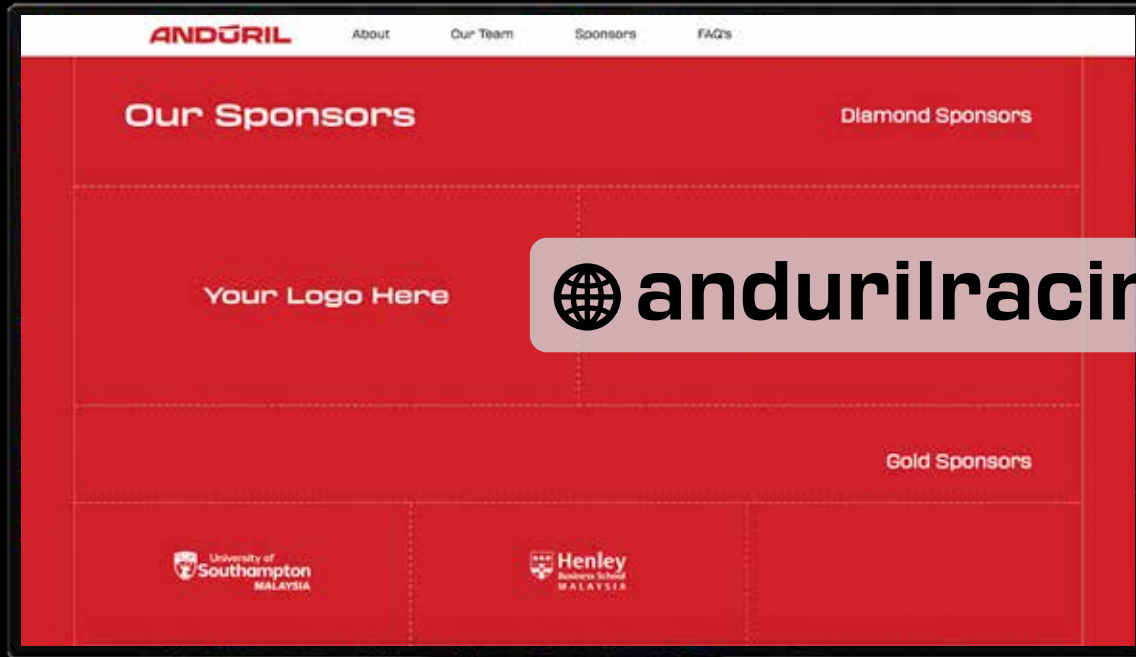 ANDŪRIL About Our Team Sponsors FAQ's
Our Sponsors
Diamond Sponsors
Your Logo Here
andurilracin
Gold Sponsors
University of
Southampton
MALAYSIA
Henley
Business School
MALAYSIA